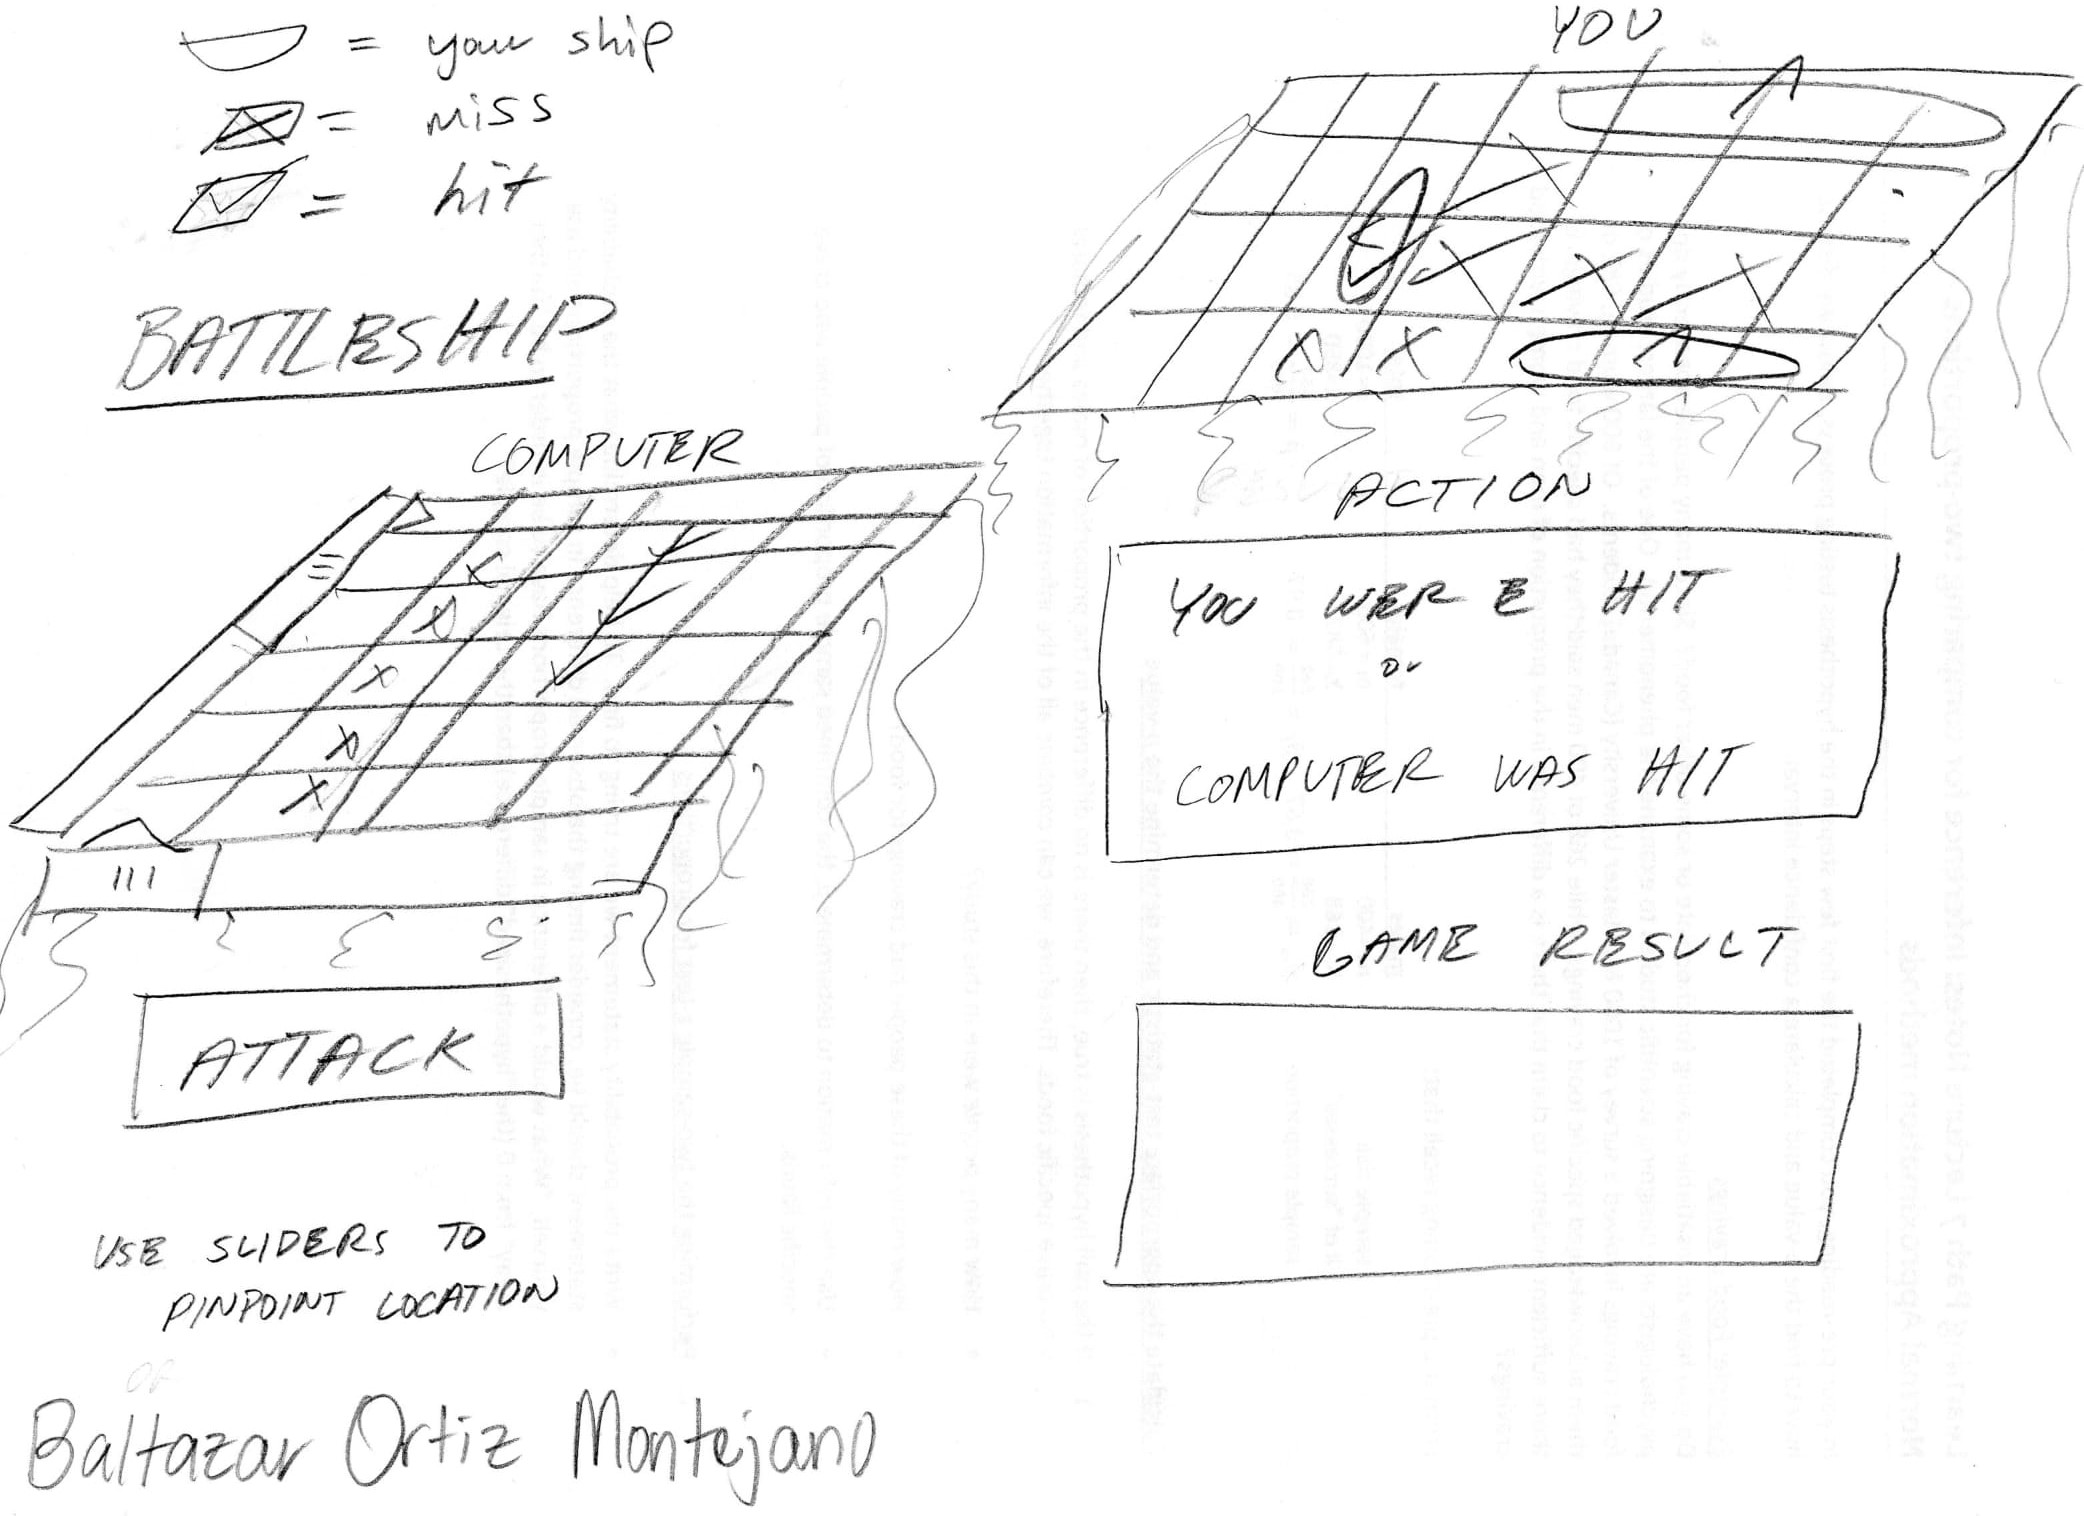 = your ship
= miss
= hit
BATTLESHIP
COMPUTER
ATTACK
USE SLIDERS TO
PINPOINT LOCATION
Baltazar Ortiz Montejano
YOU
ACTION
YOU WERE HIT
or
COMPUTER WAS HIT
GAME RESULT